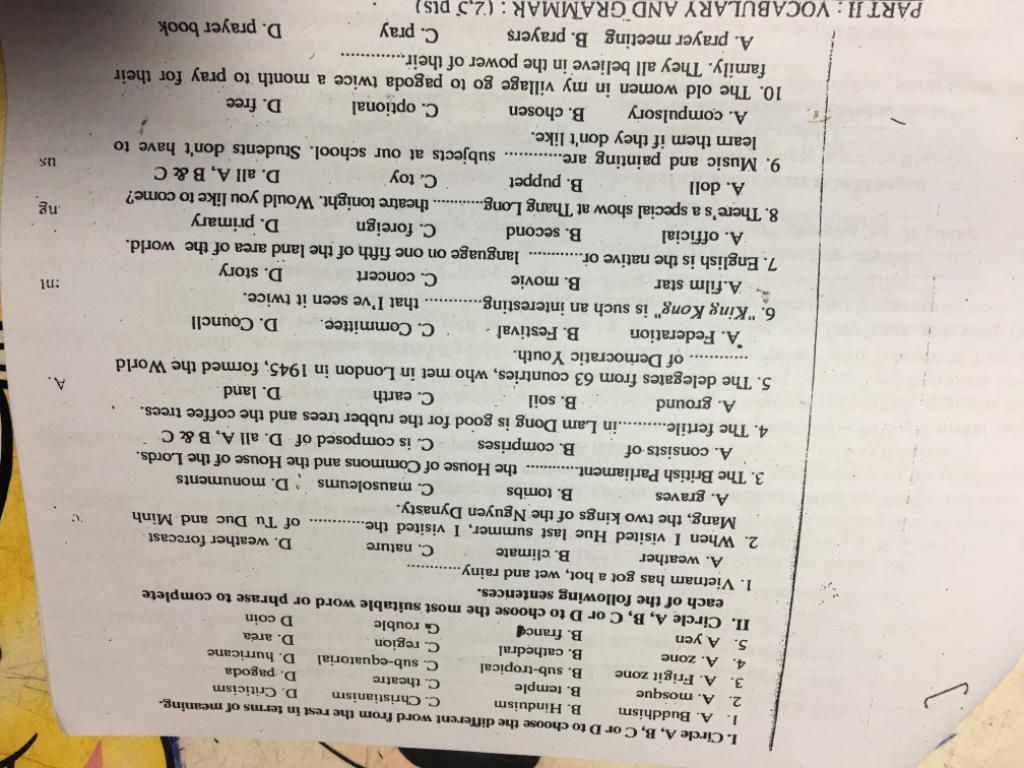 I. Circle A, B, C or D to choose the different word from the rest in terms of meaning.
1. A. Buddhism B. Hinduism C. Christianism D. Criticism
2. A. mosque B. temple C. theatre D. pagoda
3. A. Frigit zone B. sub-tropical C. sub-equatorial D. hurricane
4. A. zone B. cathedral C. region D. area
5. A yen B. franc G rouble D coin
II. Circle A, B, C or D to choose the most suitable word or phrase to complete
each of the following sentences.
1. Vietnam has got a hot, wet and rainy............
A. weather B. climate C. nature D. weather forecast
2. When I visited Hue last summer, I visited the............ of Tu Duc and Minh
Mang, the two kings of the Nguyen Dynasty.
A. graves B. tombs C. mausoleums D. monuments
3. The British Parliament............ the House of Commons and the House of the Lords.
A. consists of B. comprises C. is composed of D. all A, B & C
4. The fertile..........in Lam Dong is good for the rubber trees and the coffee trees.
A. ground B. soil C. earth D. land
5. The delegates from 63 countries, who met in London in 1945, formed the World
............ of Democratic Youth.
A. Federation B. Festival C. Committee. D. Council
6. "King Kong" is such an interesting............ that I've seen it twice.
A.film star B. movie C. concert D. story
7. English is the native or............ language on one fifth of the land area of the world.
A. official B. second C. foreign D. primary
8. There's a special show at Thang Long............ theatre tonight. Would you like to come?
A. doll B. puppet C. toy D. all A, B & C
9. Music and painting are............ subjects at our school. Students don't have to
learn them if they don't like.
A. compulsory B. chosen C. optional D. free
10. The old women in my village go to pagoda twice a month to pray for their
family. They all believe in the power of their..............
A. prayer meeting B. prayers C. pray D. prayer book
PART II : VOCABULARY AND GRAMMAR : (2,5 pts)
A.
ng
us